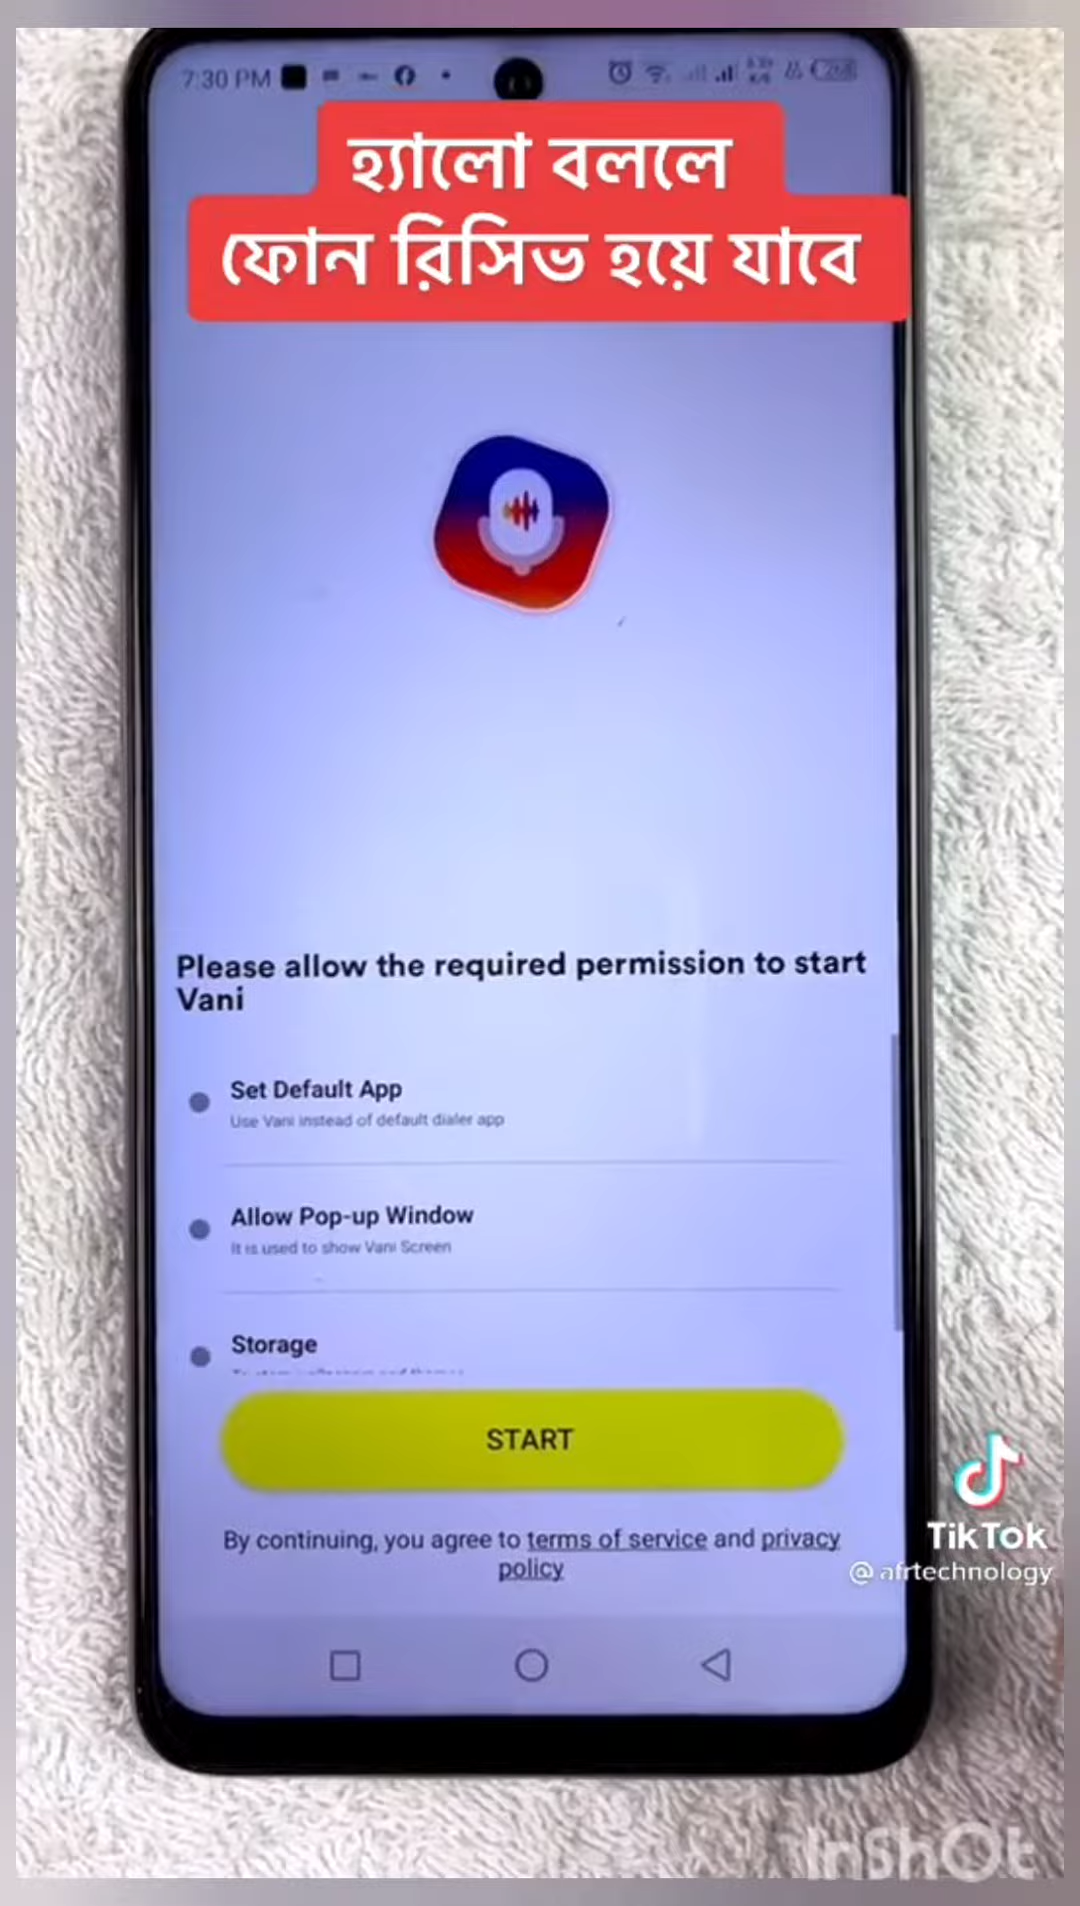 7:30 PM
হ্যালো বললে
ফোন রিসিভ হয়ে যাবে
Please allow the required permission to start
Vani
Set Default App
Use Vani instead of default dialer app
Allow Pop-up Window
It is used to show Vani Screen
Storage
START
By continuing, you agree to terms of service and privacy
policy
TikTok
@afrtechnology
InShOt